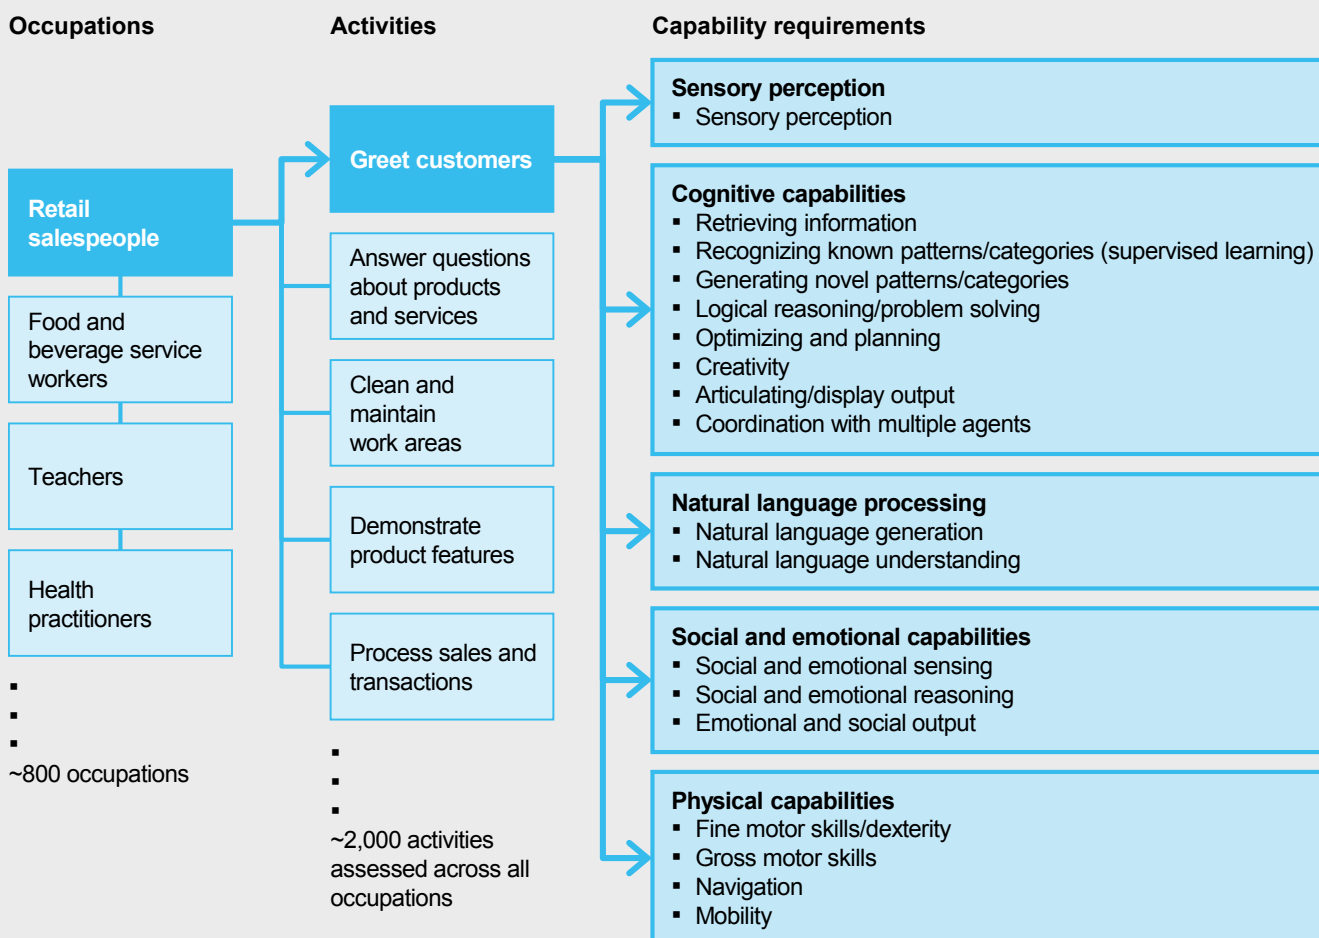 Occupations
Activities
Capability requirements
Retail
salespeople
Food and
beverage service
workers
Teachers
Health
practitioners
▪
▪
▪
~800 occupations
Greet customers
Answer questions
about products
and services
Clean and
maintain
work areas
Demonstrate
product features
Process sales and
transactions
▪
▪
▪
~2,000 activities
assessed across all
occupations
Sensory perception
▪ Sensory perception
Cognitive capabilities
▪ Retrieving information
▪ Recognizing known patterns/categories (supervised learning)
▪ Generating novel patterns/categories
▪ Logical reasoning/problem solving
▪ Optimizing and planning
▪ Creativity
▪ Articulating/display output
▪ Coordination with multiple agents
Natural language processing
▪ Natural language generation
▪ Natural language understanding
Social and emotional capabilities
▪ Social and emotional sensing
▪ Social and emotional reasoning
▪ Emotional and social output
Physical capabilities
▪ Fine motor skills/dexterity
▪ Gross motor skills
▪ Navigation
▪ Mobility